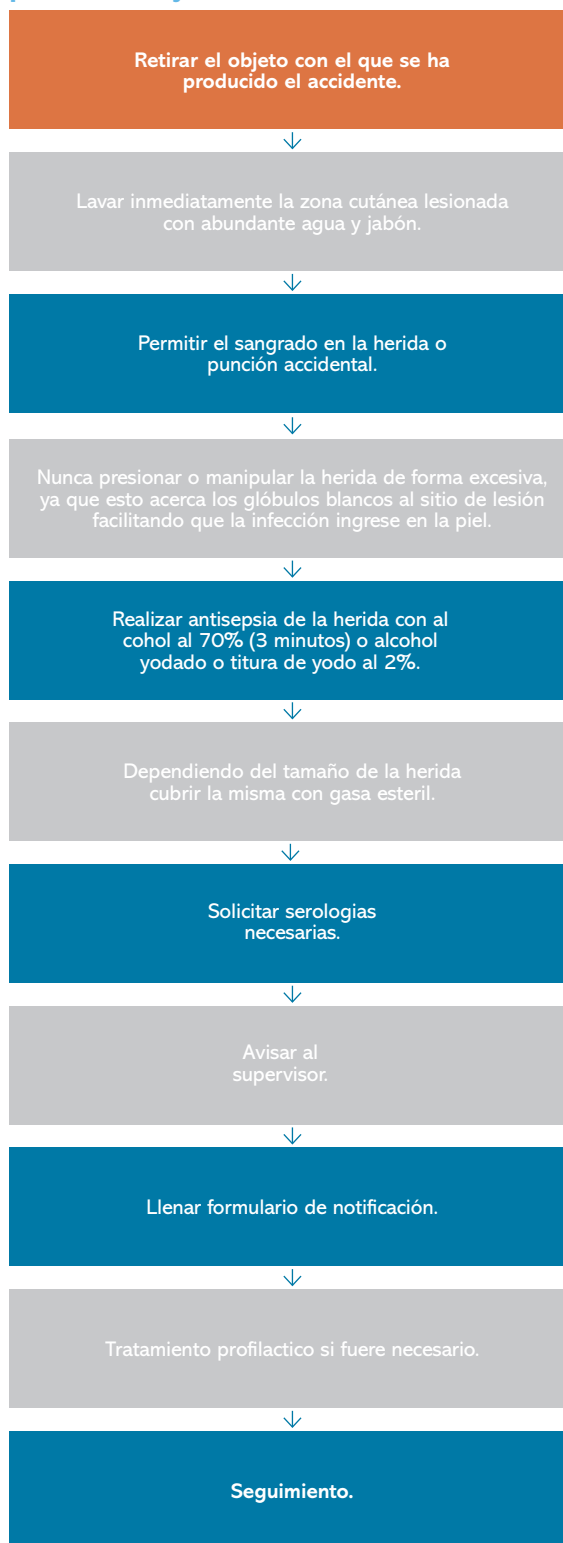 Retirar el objeto con el que se ha
producido el accidente.
Lavar inmediatamente la zona cutánea lesionada
con abundante agua y jabón.
Permitir el sangrado en la herida o
punción accidental.
Nunca presionar o manipular la herida de forma excesiva,
ya que esto acerca los glóbulos blancos al sitio de lesión
facilitando que la infección ingrese en la piel.
Realizar antisepsia de la herida con al
cohol al 70% (3 minutos) o alcohol
yodado o titura de yodo al 2%.
Dependiendo del tamaño de la herida
cubrir la misma con gasa esteril.
Solicitar serologias
necesarias.
Avisar al
supervisor.
Llenar formulario de notificación.
Tratamiento profilactico si fuere necesario.
Seguimiento.